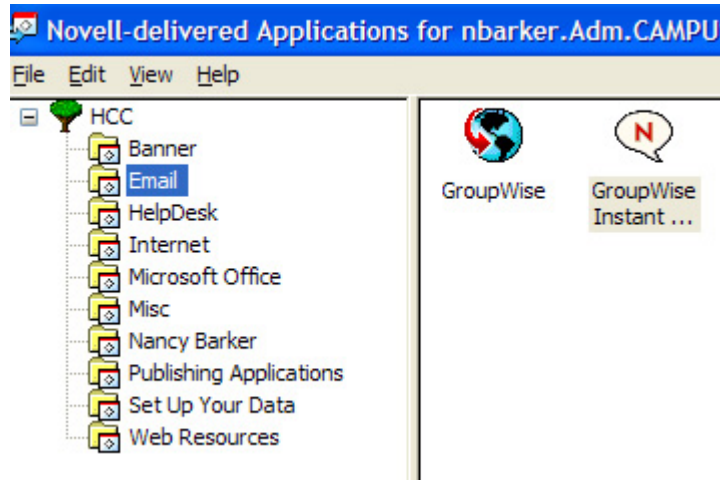 Novell-delivered Applications for nbarker.Adm.CAMPU
File Edit View Help
HCC
Banner
Email
HelpDesk
Internet
Microsoft Office
Misc
Nancy Barker
Publishing Applications
Set Up Your Data
Web Resources
N
GroupWise
GroupWise
Instant ...